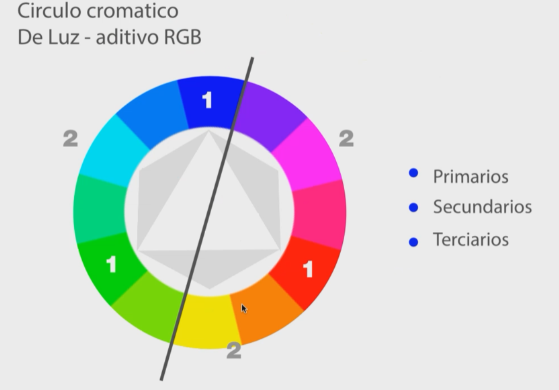 Circulo cromatico
De Luz - aditivo RGB
1
2
2
Primarios
Secundarios
Terciarios
1
1
2